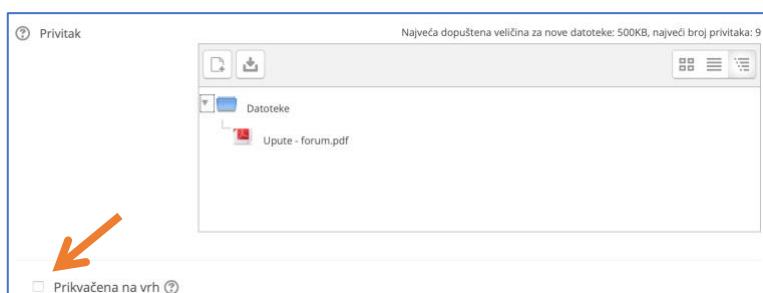 Privitak
Najveća dopuštena veličina za nove datoteke: 500KB, najveći broj privitaka: 9
Datoteke
Upute - forum.pdf
Prikvačena na vrh